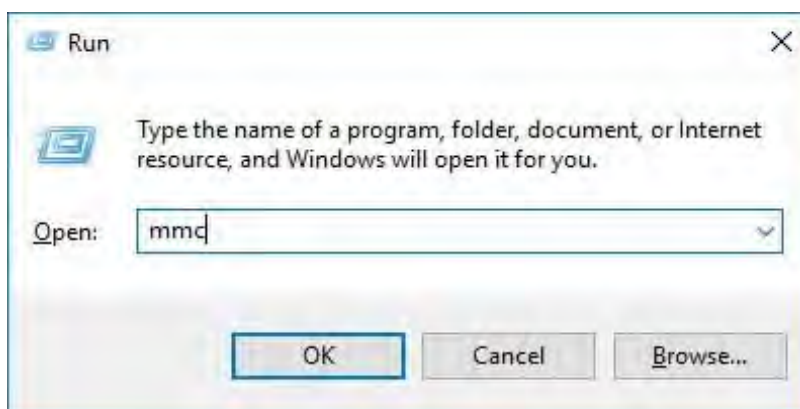 Run
Type the name of a program, folder, document, or Internet
resource, and Windows will open it for you.
Open: mmc
OK Cancel Browse...